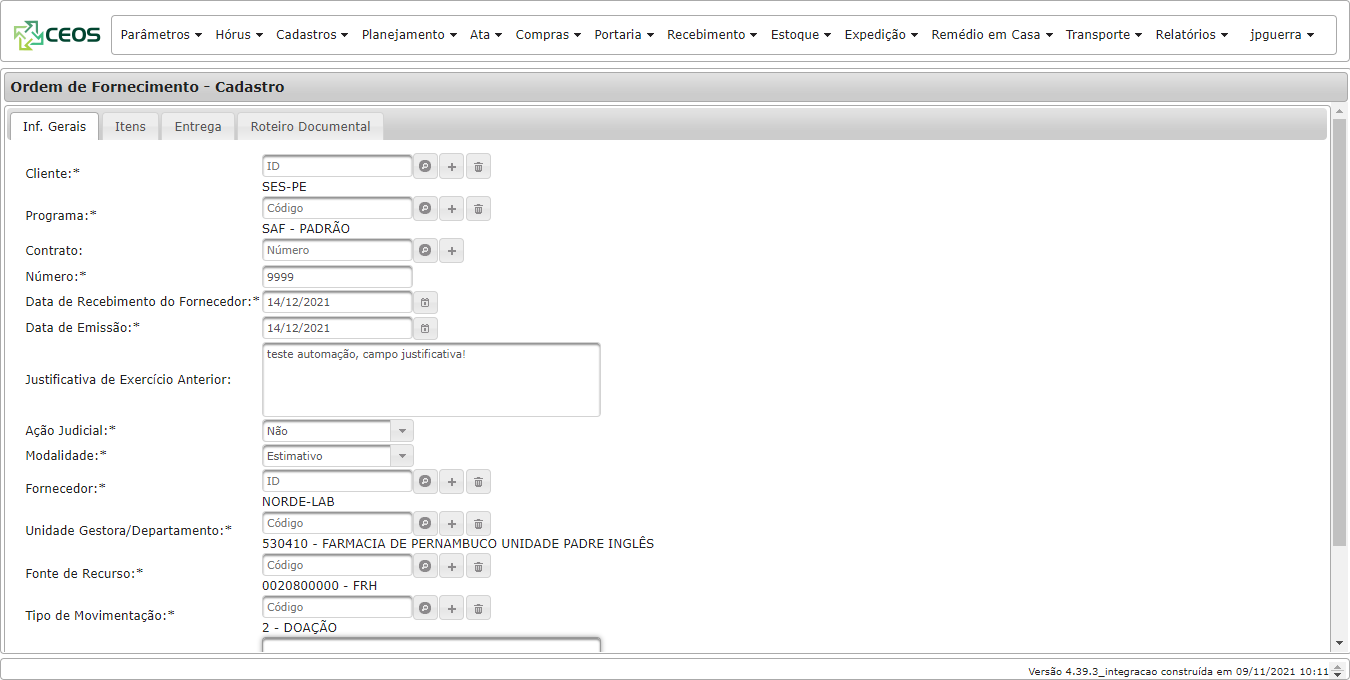 CEOS Parâmetros Hórus Cadastros Planejamento Ata Compras Portaria Recebimento Estoque Expedição Remédio em Casa Transporte Relatórios jpguerra
Ordem de Fornecimento - Cadastro
Inf. Gerais Itens Entrega Roteiro Documental
Cliente:* ID
SES-PE
Programa:* Código
SAF - PADRÃO
Contrato: Número
Número:* 9999
Data de Recebimento do Fornecedor:* 14/12/2021
Data de Emissão:* 14/12/2021
Justificativa de Exercício Anterior: teste automação, campo justificativa!
Ação Judicial:* Não
Modalidade:* Estimativo
Fornecedor:* ID
NORDE-LAB
Unidade Gestora/Departamento:* Código
530410 - FARMACIA DE PERNAMBUCO UNIDADE PADRE INGLÊS
Fonte de Recurso:* Código
0020800000 - FRH
Tipo de Movimentação:* Código
2 - DOAÇÃO
Versão 4.39.3_integracao construída em 09/11/2021 10:11